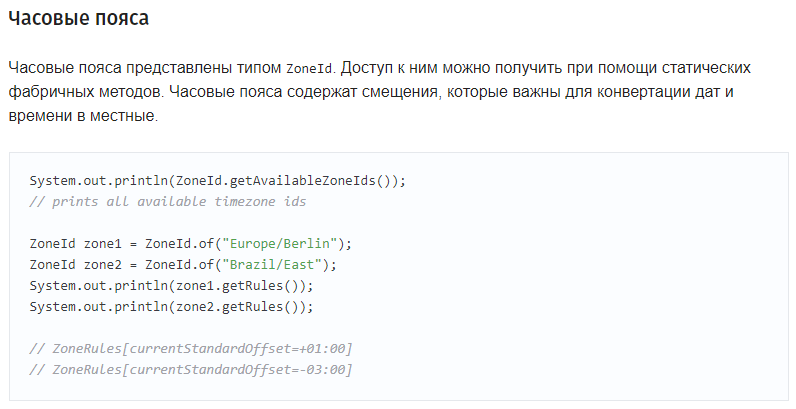 Часовые пояса
Часовые пояса представлены типом ZoneId. Доступ к ним можно получить при помощи статических
фабричных методов. Часовые пояса содержат смещения, которые важны для конвертации дат и
времени в местные.
System.out.println(ZoneId.getAvailableZoneIds());
// prints all available timezone ids
ZoneId zone1 = ZoneId.of("Europe/Berlin");
ZoneId zone2 = ZoneId.of("Brazil/East");
System.out.println(zone1.getRules());
System.out.println(zone2.getRules());
// ZoneRules[currentStandardOffset=+01:00]
// ZoneRules[currentStandardOffset=-03:00]